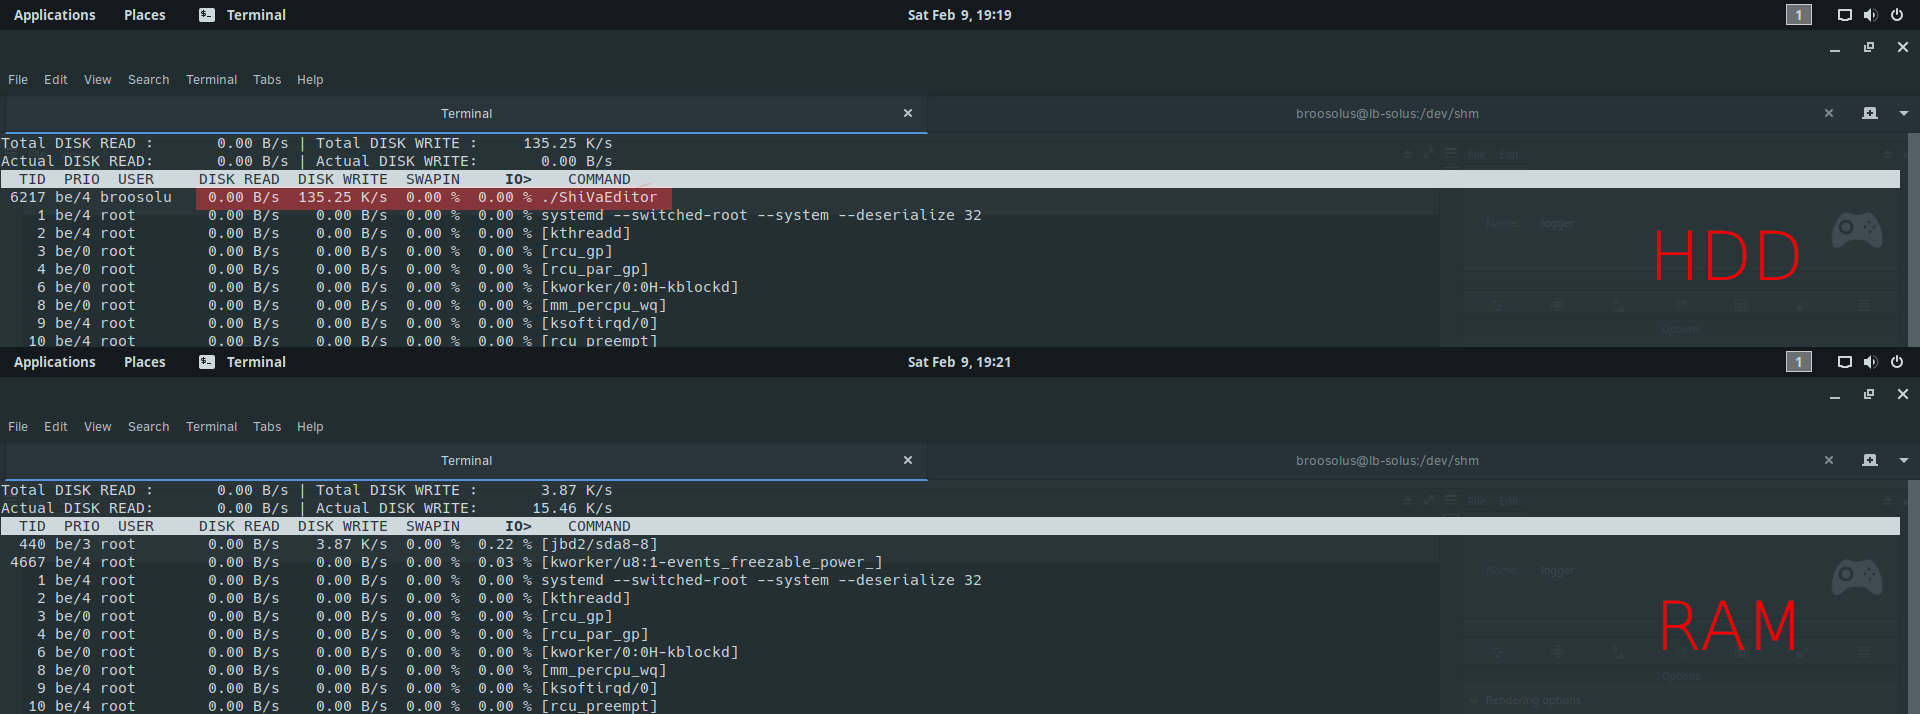 Applications Places Terminal Sat Feb 9, 19:19 1
File Edit View Search Terminal Tabs Help
Terminal broosolus@lb-solus:/dev/shm
Total DISK READ : 0.00 B/s | Total DISK WRITE : 135.25 K/s
Actual DISK READ: 0.00 B/s | Actual DISK WRITE: 0.00 B/s
File Edit
TID PRIO USER DISK READ DISK WRITE SWAPIN IO> COMMAND
6217 be/4 broosolu 0.00 B/s 135.25 K/s 0.00 % 0.00 % ./ShiVaEditor
1 be/4 root 0.00 B/s 0.00 B/s 0.00 % 0.00 % systemd --switched-root --system --deserialize 32
Name: logger
2 be/4 root 0.00 B/s 0.00 B/s 0.00 % 0.00 % [kthreadd]
3 be/0 root 0.00 B/s 0.00 B/s 0.00 % 0.00 % [rcu_gp]
HDD
4 be/0 root 0.00 B/s 0.00 B/s 0.00 % 0.00 % [rcu_par_gp]
6 be/0 root 0.00 B/s 0.00 B/s 0.00 % 0.00 % [kworker/0:0H-kblockd]
8 be/0 root 0.00 B/s 0.00 B/s 0.00 % 0.00 % [mm_percpu_wq]
9 be/4 root 0.00 B/s 0.00 B/s 0.00 % 0.00 % [ksoftirqd/0]
Options
10 be/4 root 0.00 B/s 0.00 B/s 0.00 % 0.00 % [rcu_preempt]
Applications Places Terminal Sat Feb 9, 19:21 1
File Edit View Search Terminal Tabs Help
Terminal broosolus@lb-solus:/dev/shm
Total DISK READ : 0.00 B/s | Total DISK WRITE : 3.87 K/s
Actual DISK READ: 0.00 B/s | Actual DISK WRITE: 15.46 K/s
File Edit
TID PRIO USER DISK READ DISK WRITE SWAPIN IO> COMMAND
440 be/3 root 0.00 B/s 3.87 K/s 0.00 % 0.22 % [jbd2/sda8-8]
4667 be/4 root 0.00 B/s 0.00 B/s 0.00 % 0.03 % [kworker/u8:1-events_freezable_power_]
Name: logger
1 be/4 root 0.00 B/s 0.00 B/s 0.00 % 0.00 % systemd --switched-root --system --deserialize 32
2 be/4 root 0.00 B/s 0.00 B/s 0.00 % 0.00 % [kthreadd]
3 be/0 root 0.00 B/s 0.00 B/s 0.00 % 0.00 % [rcu_gp]
RAM
4 be/0 root 0.00 B/s 0.00 B/s 0.00 % 0.00 % [rcu_par_gp]
6 be/0 root 0.00 B/s 0.00 B/s 0.00 % 0.00 % [kworker/0:0H-kblockd]
8 be/0 root 0.00 B/s 0.00 B/s 0.00 % 0.00 % [mm_percpu_wq]
Options
9 be/4 root 0.00 B/s 0.00 B/s 0.00 % 0.00 % [ksoftirqd/0]
Rendering options
10 be/4 root 0.00 B/s 0.00 B/s 0.00 % 0.00 % [rcu_preempt]